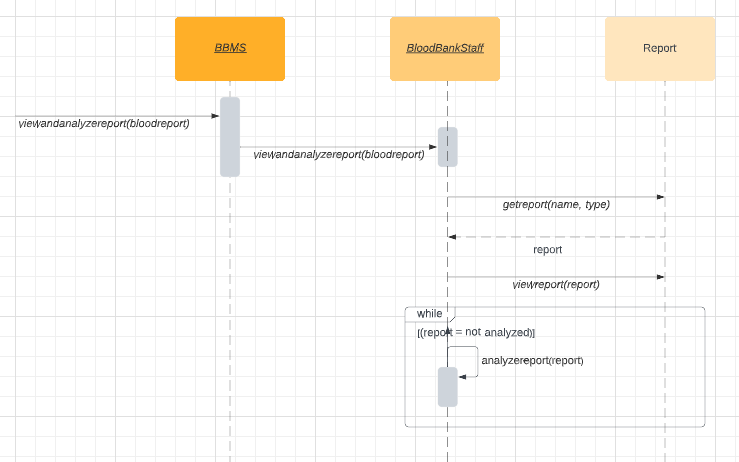 BBMS
BloodBankStaff
Report
viewandanalyzereport(bloodreport)
viewandanalyzereport(bloodreport)
getreport(name, type)
report
viewreport(report)
while
[(report = not analyzed)]
analyzereport(report)